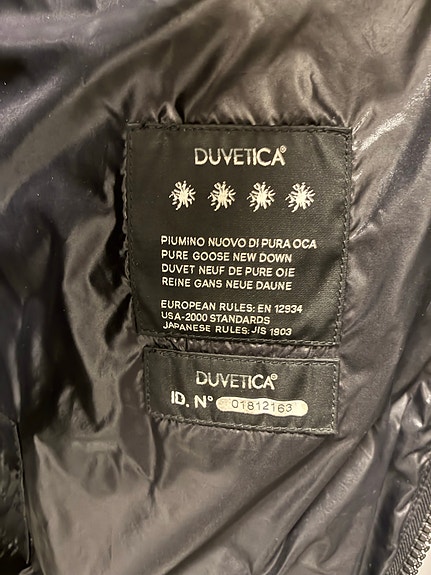 DUVETICA®
PIUMINO NUOVO DI PURA OCA
PURE GOOSE NEW DOWN
DUVET NEUF DE PURE OIE
REINE GANS NEUE DAUNE
EUROPEAN RULES: EN 12934
USA-2000 STANDARDS
JAPANESE RULES: JIS 1903
DUVETICA®
ID. N° 01812163